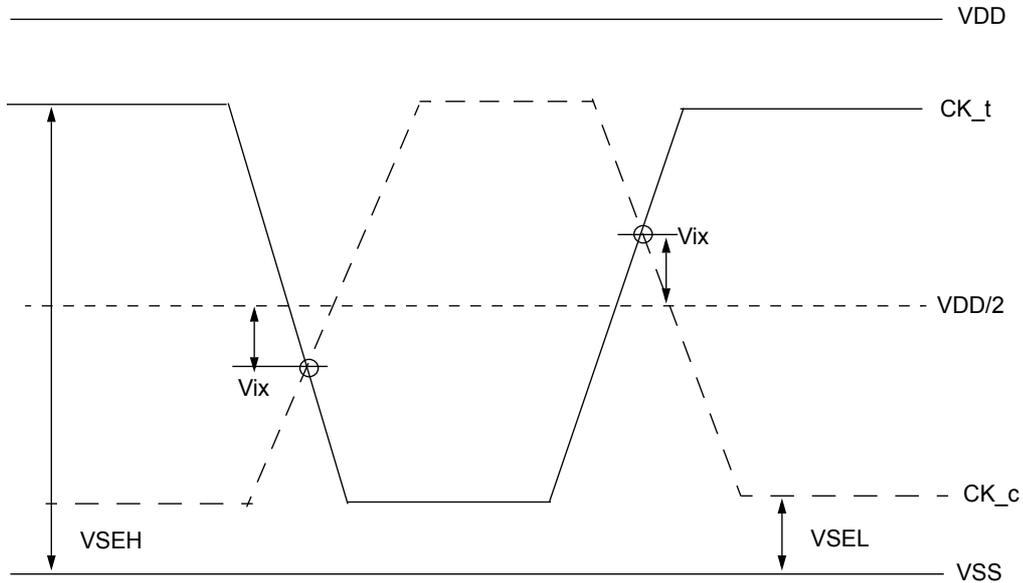 VDD
CK_t
Vix
VDD/2
Vix
CK_c
VSEH
VSEL
VSS